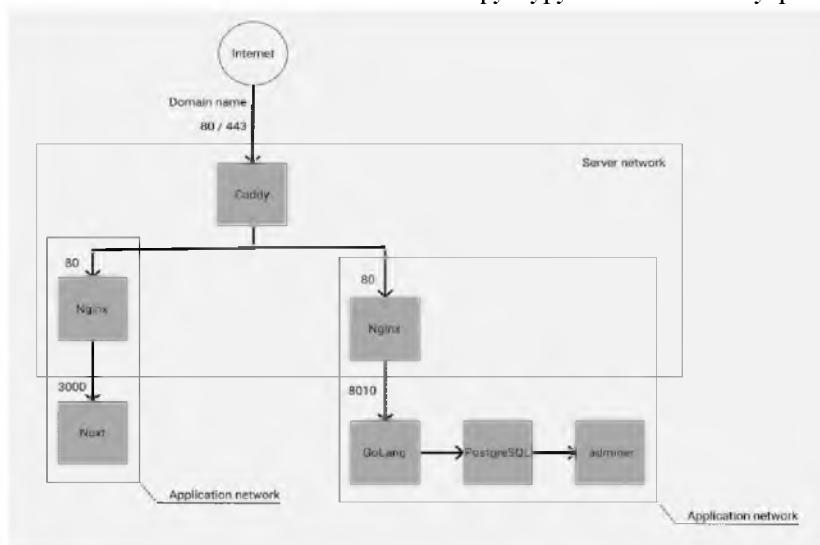 Internet
Domain name
80 / 443
Server network
Caddy
80
80
Nginx
Nginx
3000
8010
Nuxt
GoLang
PostgreSQL
adminer
Application network
Application network